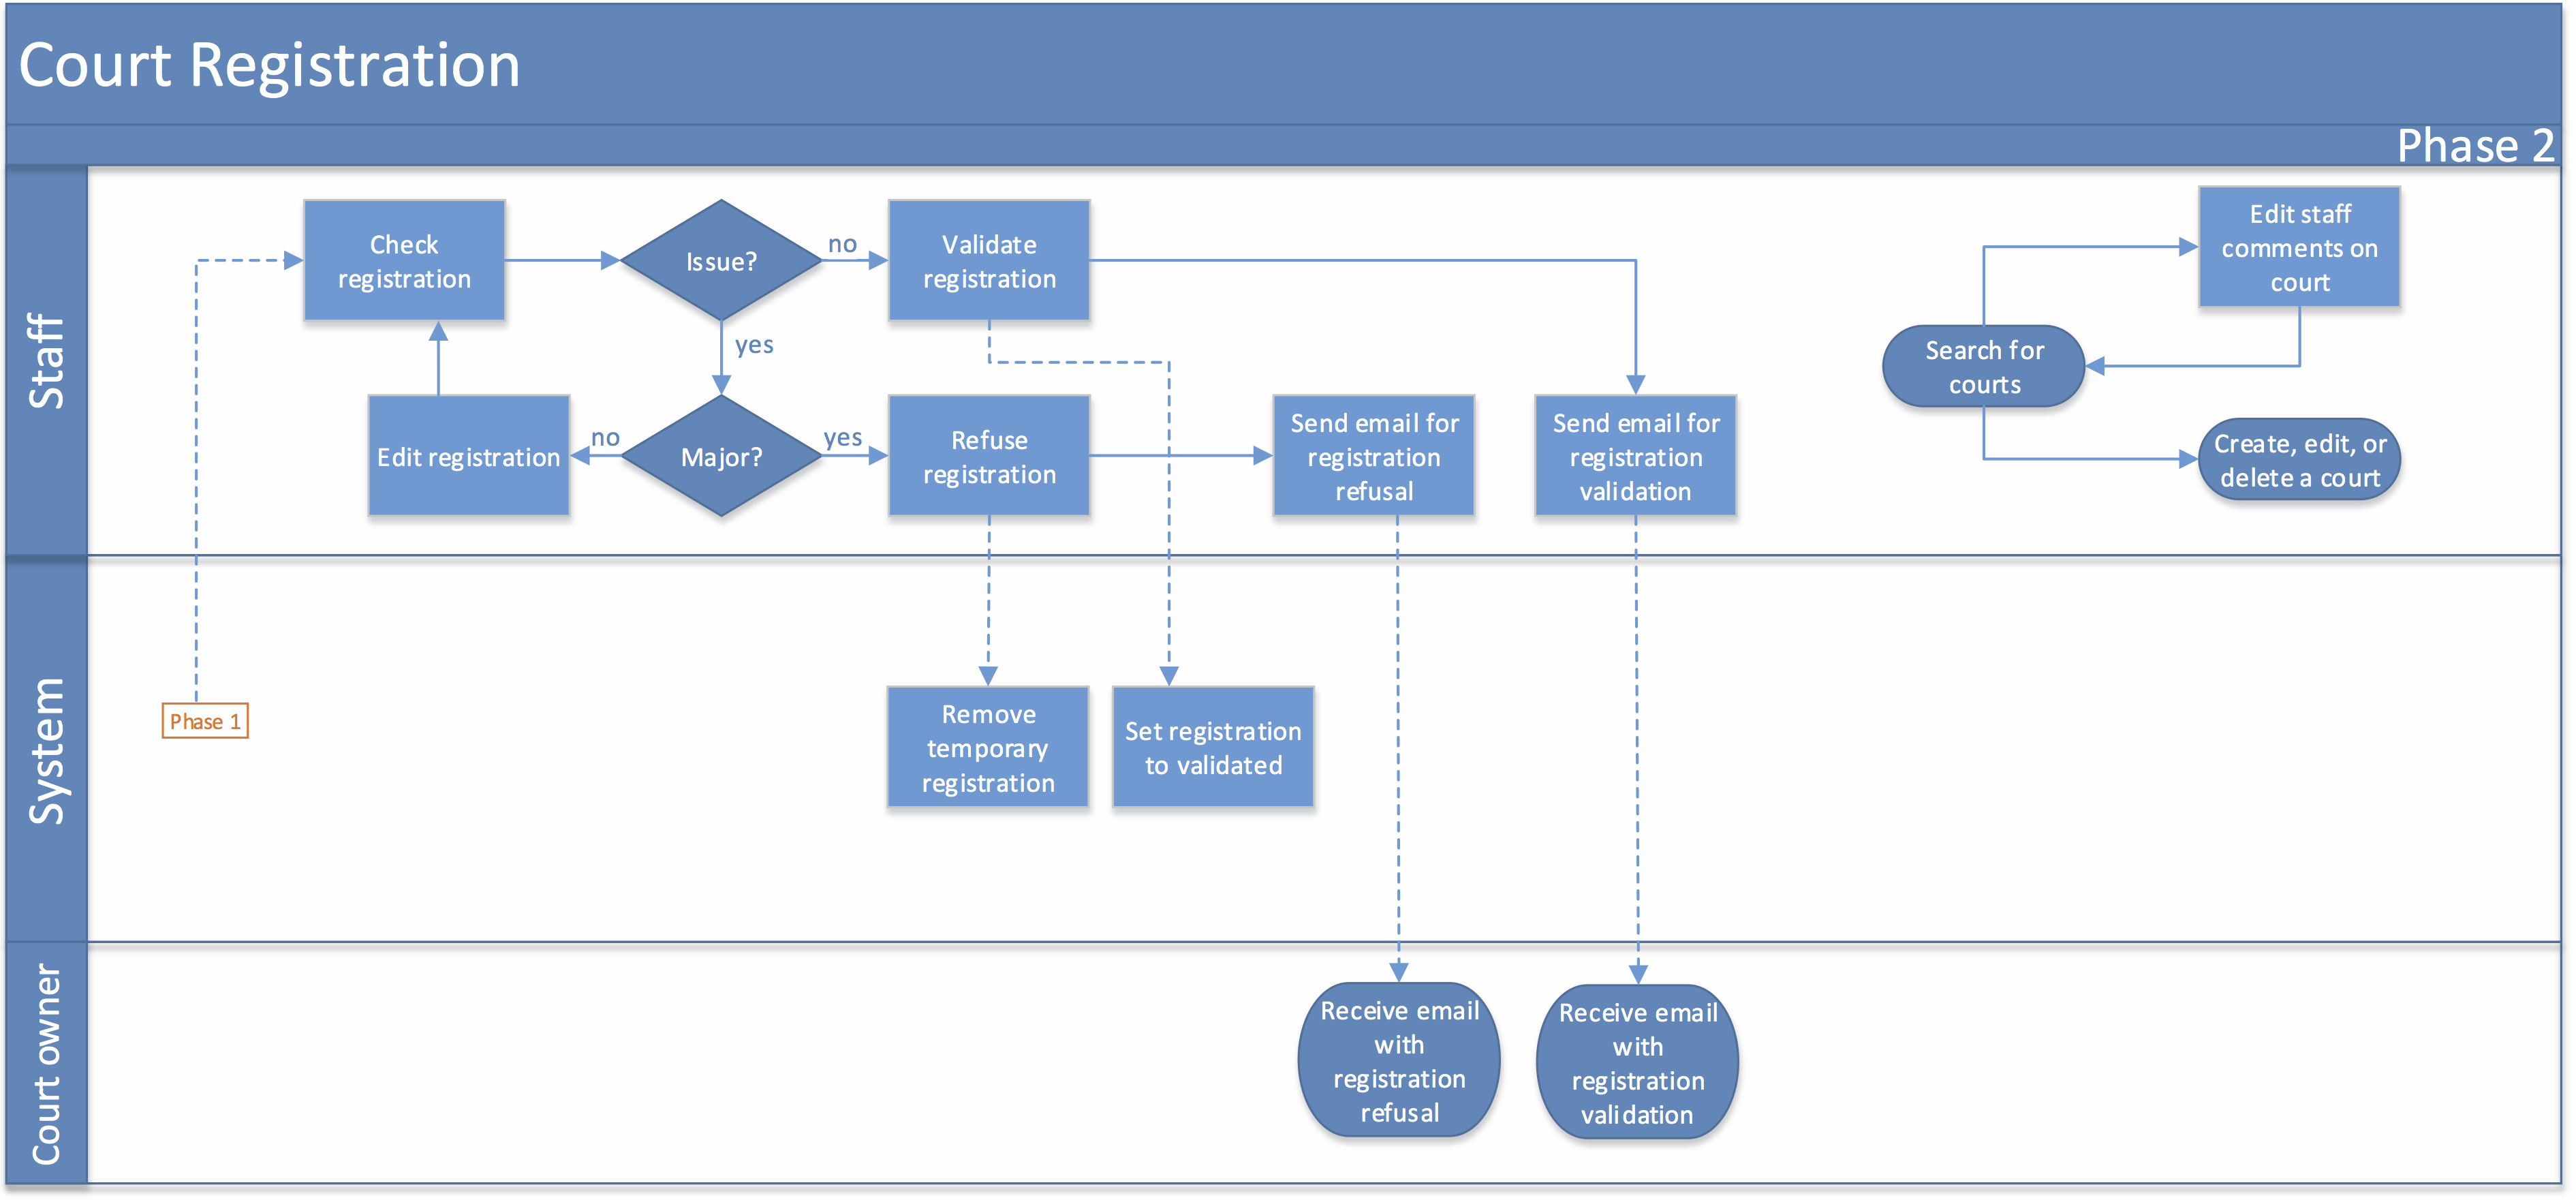 Court Registration
Phase 2
Staff
Check
registration
Issue?
no
Validate
registration
yes
Edit registration
no
Major?
yes
Refuse
registration
Send email for
registration
refusal
Send email for
registration
validation
Search for
courts
Edit staff
comments on
court
Create, edit, or
delete a court
System
Phase 1
Remove
temporary
registration
Set registration
to validated
Court owner
Receive email
with
registration
refusal
Receive email
with
registration
validation